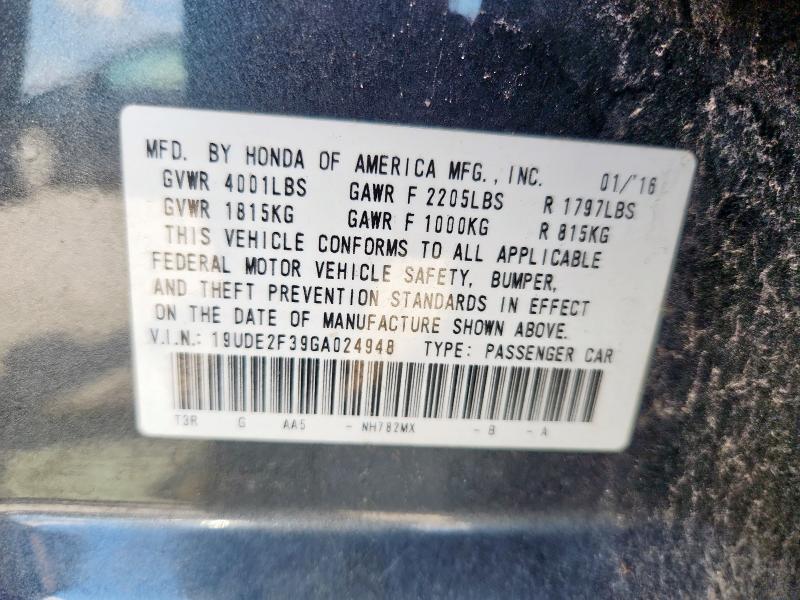 MFD. BY HONDA OF AMERICA MFG., INC. 01/'16
GVWR 4001LBS GAWR F 2205LBS R 1797LBS
GVWR 1815KG GAWR F 1000KG R 815KG
THIS VEHICLE CONFORMS TO ALL APPLICABLE
FEDERAL MOTOR VEHICLE SAFETY, BUMPER,
AND THEFT PREVENTION STANDARDS IN EFFECT
ON THE DATE OF MANUFACTURE SHOWN ABOVE.
V.I.N.: 19UDE2F39GA024948 TYPE: PASSENGER CAR
T3R G AA5 - NH782MX - B - A